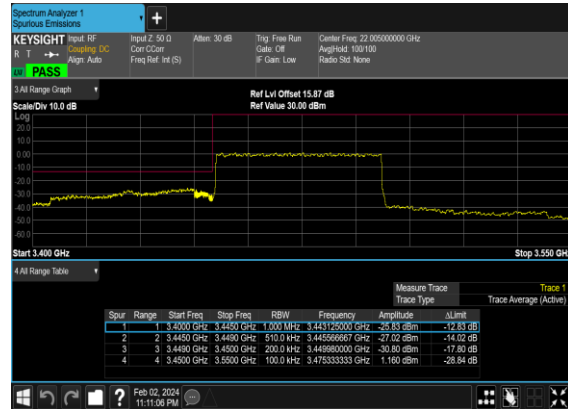 Spectrum Analyzer 1
Spurious Emissions
+
KEYSIGHT Input: RF Input Z: 50 Ω Atten: 30 dB Trig: Free Run Center Freq: 22.005000000 GHz
R T Coupling: DC Corr CCorr Gate: Off Avg|Hold: 100/100
Align: Auto Freq Ref: Int (S) IF Gain: Low Radio Std: None
LW PASS
3 All Range Graph
Ref Lvl Offset 15.87 dB
Scale/Div 10.0 dB Ref Value 30.00 dBm
Log
20.0
10.0
0.00
-10.0
-20.0
-30.0
-40.0
-50.0
-60.0
Start 3.400 GHz Stop 3.550 GHz
4 All Range Table
Measure Trace Trace 1
Trace Type Trace Average (Active)
Spur Range Start Freq Stop Freq RBW Frequency Amplitude ΔLimit
1 1 3.4000 GHz 3.4450 GHz 1.000 MHz 3.443125000 GHz -25.83 dBm -12.83 dB
2 2 3.4450 GHz 3.4490 GHz 510.0 kHz 3.445566667 GHz -27.02 dBm -14.02 dB
3 3 3.4490 GHz 3.4500 GHz 200.0 kHz 3.449980000 GHz -30.80 dBm -17.80 dB
4 4 3.4500 GHz 3.5500 GHz 100.0 kHz 3.475333333 GHz 1.160 dBm -28.84 dB
? Feb 02, 2024
11:11:06 PM